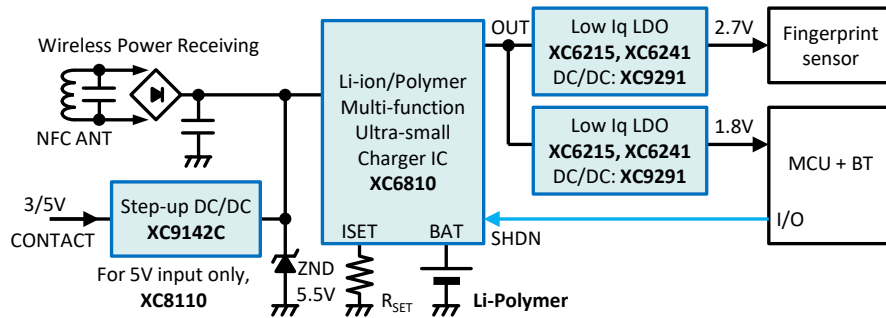 Wireless Power Receiving
NFC ANT
3/5V
CONTACT
Step-up DC/DC
XC9142C
For 5V input only,
XC8110
ZND
5.5V
Li-ion/Polymer
Multi-function
Ultra-small
Charger IC
XC6810
ISET
BAT
R_SET
Li-Polymer
OUT
SHDN
Low Iq LDO
XC6215, XC6241
DC/DC: XC9291
2.7V
Fingerprint
sensor
Low Iq LDO
XC6215, XC6241
DC/DC: XC9291
1.8V
MCU + BT
I/O